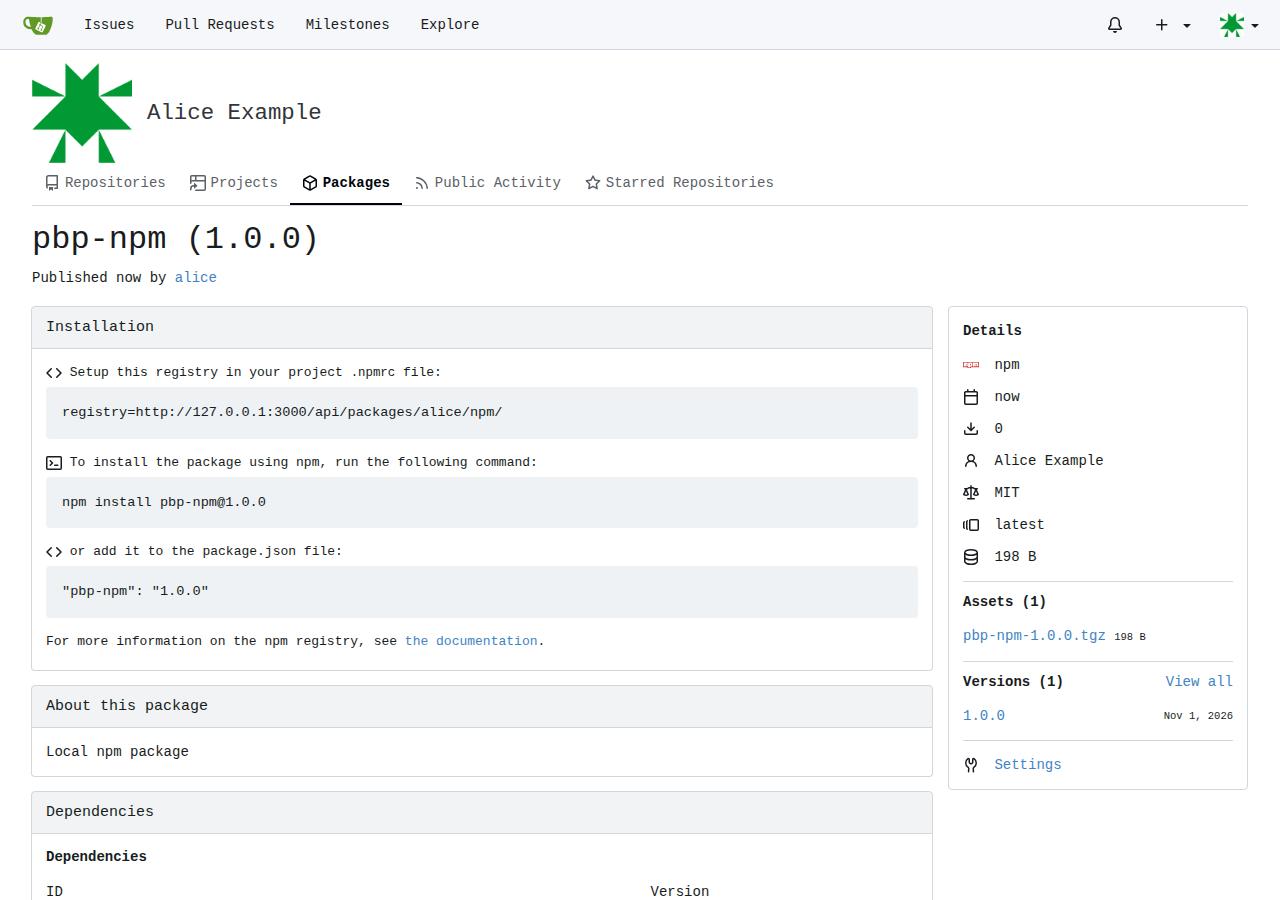 Issues Pull Requests Milestones Explore
Alice Example
Repositories Projects Packages Public Activity Starred Repositories
pbp-npm (1.0.0)
Published now by alice
Installation
Setup this registry in your project .npmrc file:
registry=http://127.0.0.1:3000/api/packages/alice/npm/
To install the package using npm, run the following command:
npm install pbp-npm@1.0.0
or add it to the package.json file:
"pbp-npm": "1.0.0"
For more information on the npm registry, see the documentation.
About this package
Local npm package
Dependencies
Dependencies
ID Version
Details
npm
now
0
Alice Example
MIT
latest
198 B
Assets (1)
pbp-npm-1.0.0.tgz 198 B
Versions (1) View all
1.0.0 Nov 1, 2026
Settings